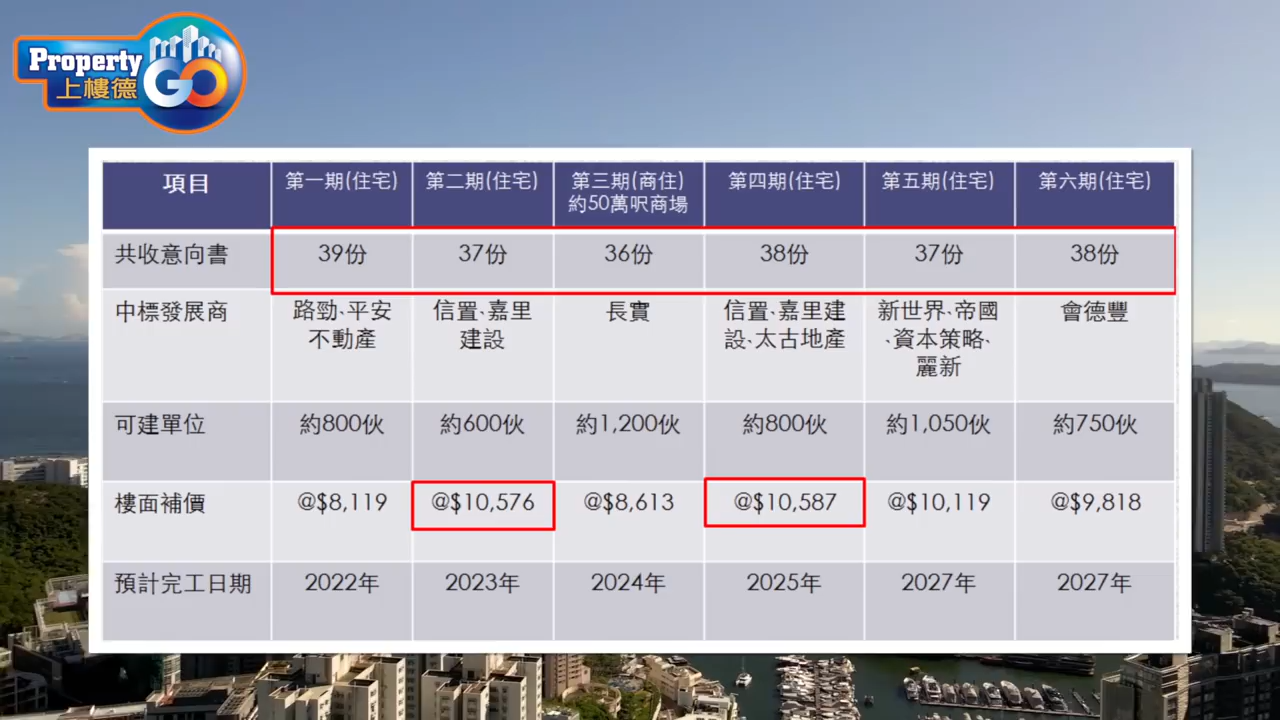 Property
上樓德
GO
項目 第一期(住宅) 第二期(住宅) 第三期(商住) 第四期(住宅) 第五期(住宅) 第六期(住宅)
約50萬呎商場
共收意向書 39份 37份 36份 38份 37份 38份
中標發展商 路勁、平安 信置、嘉里 長實 信置、嘉里建 新世界、帝國 會德豐
不動產 建設 設、太古地產 、資本策略、
麗新
可建單位 約800伙 約600伙 約1,200伙 約800伙 約1,050伙 約750伙
樓面補價 @$8,119 @$10,576 @$8,613 @$10,587 @$10,119 @$9,818
預計完工日期 2022年 2023年 2024年 2025年 2027年 2027年